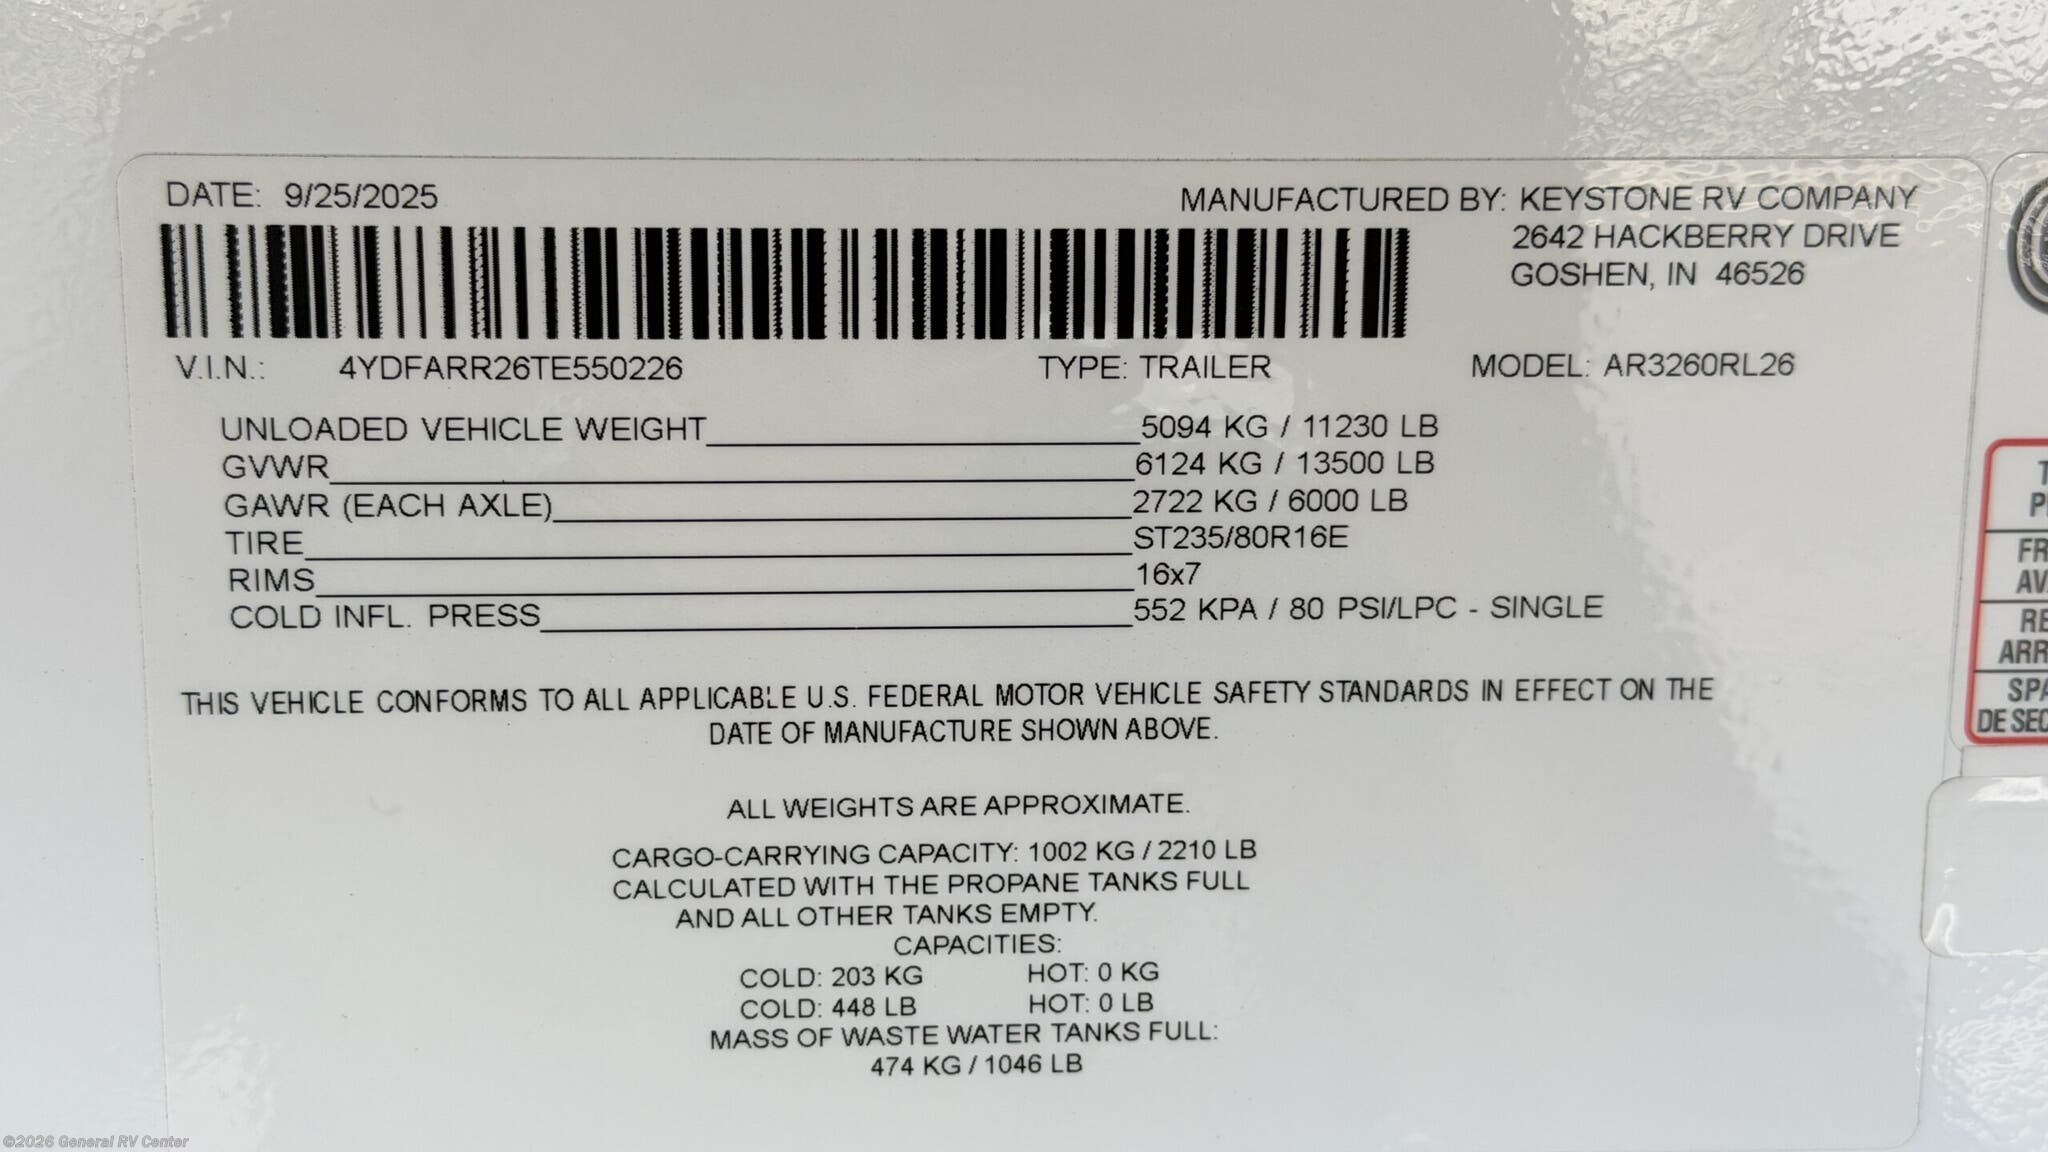 DATE: 9/25/2025
MANUFACTURED BY: KEYSTONE RV COMPANY
2642 HACKBERRY DRIVE
GOSHEN, IN 46526
V.I.N.: 4YDFARR26TE550226 TYPE: TRAILER MODEL: AR3260RL26
UNLOADED VEHICLE WEIGHT 5094 KG / 11230 LB
GVWR 6124 KG / 13500 LB
GAWR (EACH AXLE) 2722 KG / 6000 LB
TIRE ST235/80R16E
RIMS 16x7
COLD INFL. PRESS 552 KPA / 80 PSI/LPC - SINGLE
THIS VEHICLE CONFORMS TO ALL APPLICABLE U.S. FEDERAL MOTOR VEHICLE SAFETY STANDARDS IN EFFECT ON THE
DATE OF MANUFACTURE SHOWN ABOVE.
ALL WEIGHTS ARE APPROXIMATE.
CARGO-CARRYING CAPACITY: 1002 KG / 2210 LB
CALCULATED WITH THE PROPANE TANKS FULL
AND ALL OTHER TANKS EMPTY.
CAPACITIES:
COLD: 203 KG HOT: 0 KG
COLD: 448 LB HOT: 0 LB
MASS OF WASTE WATER TANKS FULL:
474 KG / 1046 LB
DE SEC
©2026 General RV Center